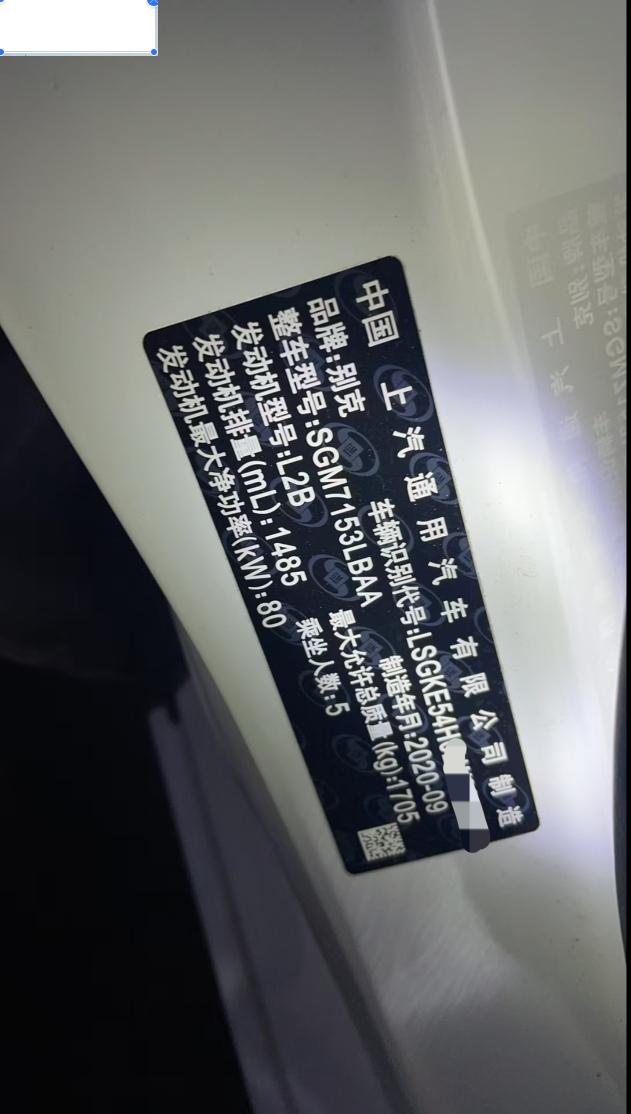 中国 上汽通用汽车有限公司制造
品牌:别克 车辆识别代号:LSGKE54H
整车型号:SGM7153LBAA 制造年月:2020-09
发动机型号:L2B 最大允许总质量(kg):1705
发动机排量(mL):1485 乘坐人数:5
发动机最大净功率(kW):80